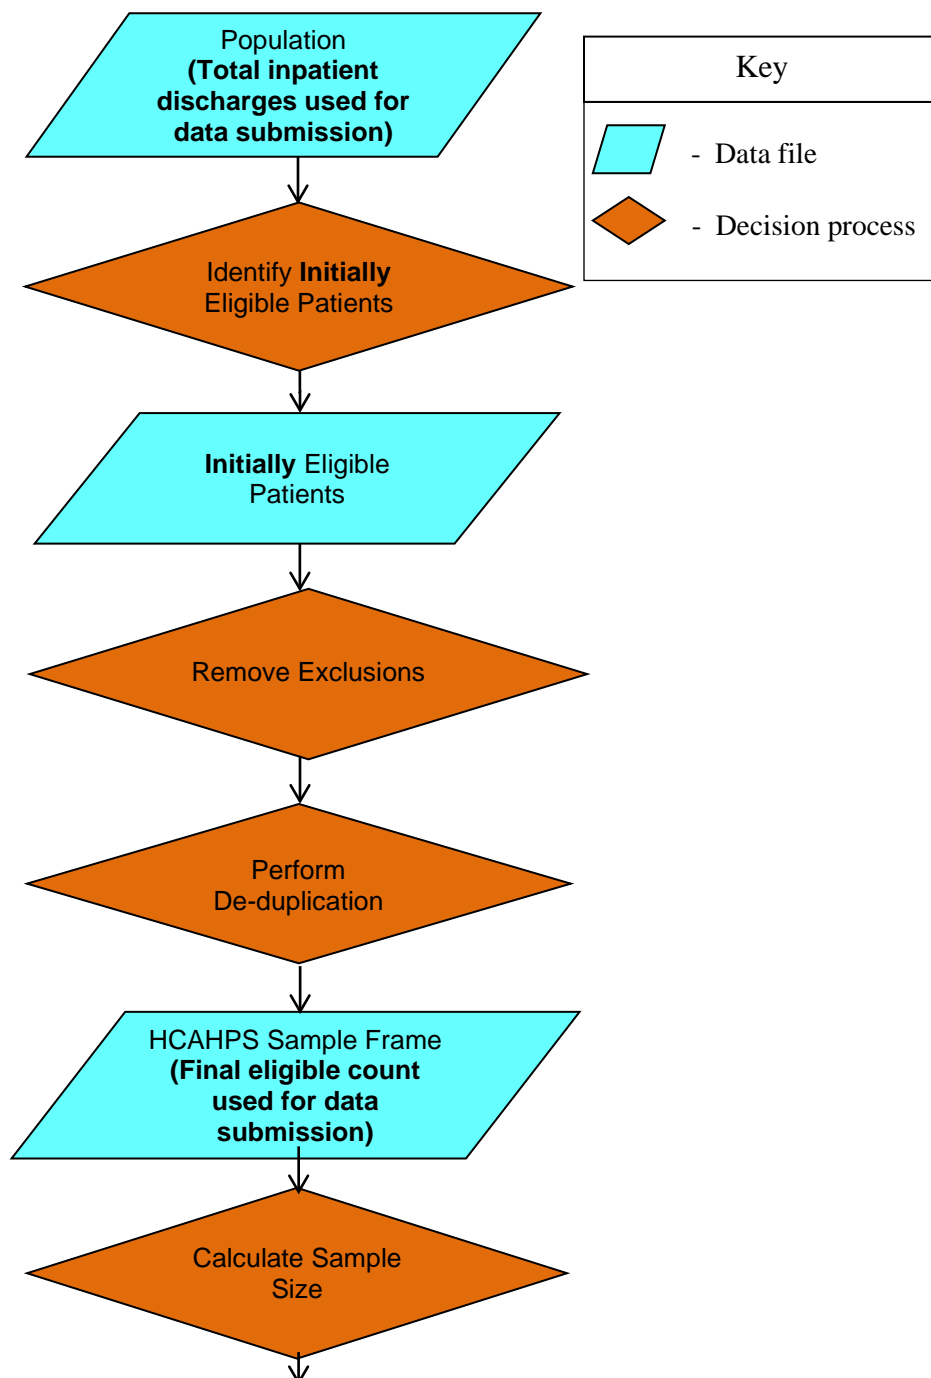 Population
(Total inpatient
discharges used for
data submission)
Key
- Data file
- Decision process
Identify Initially
Eligible Patients
Initially Eligible
Patients
Remove Exclusions
Perform
De-duplication
HCAHPS Sample Frame
(Final eligible count
used for data
submission)
Calculate Sample
Size